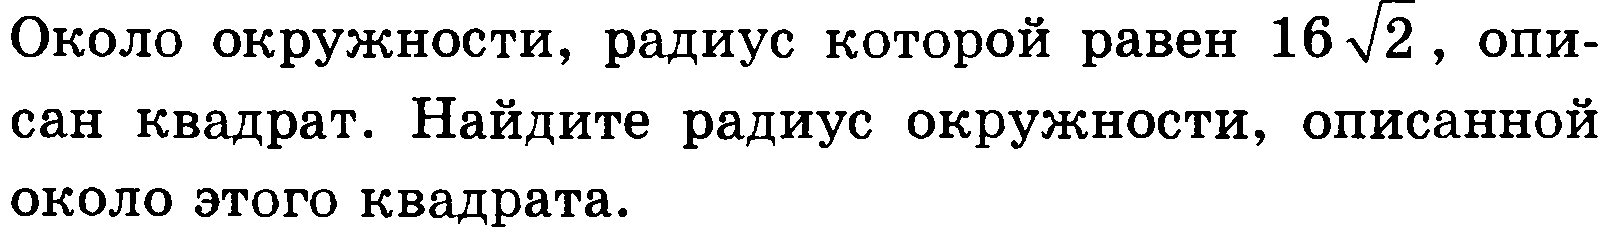 Около окружности, радиус которой равен 16√2, опи-
сан квадрат. Найдите радиус окружности, описанной
около этого квадрата.